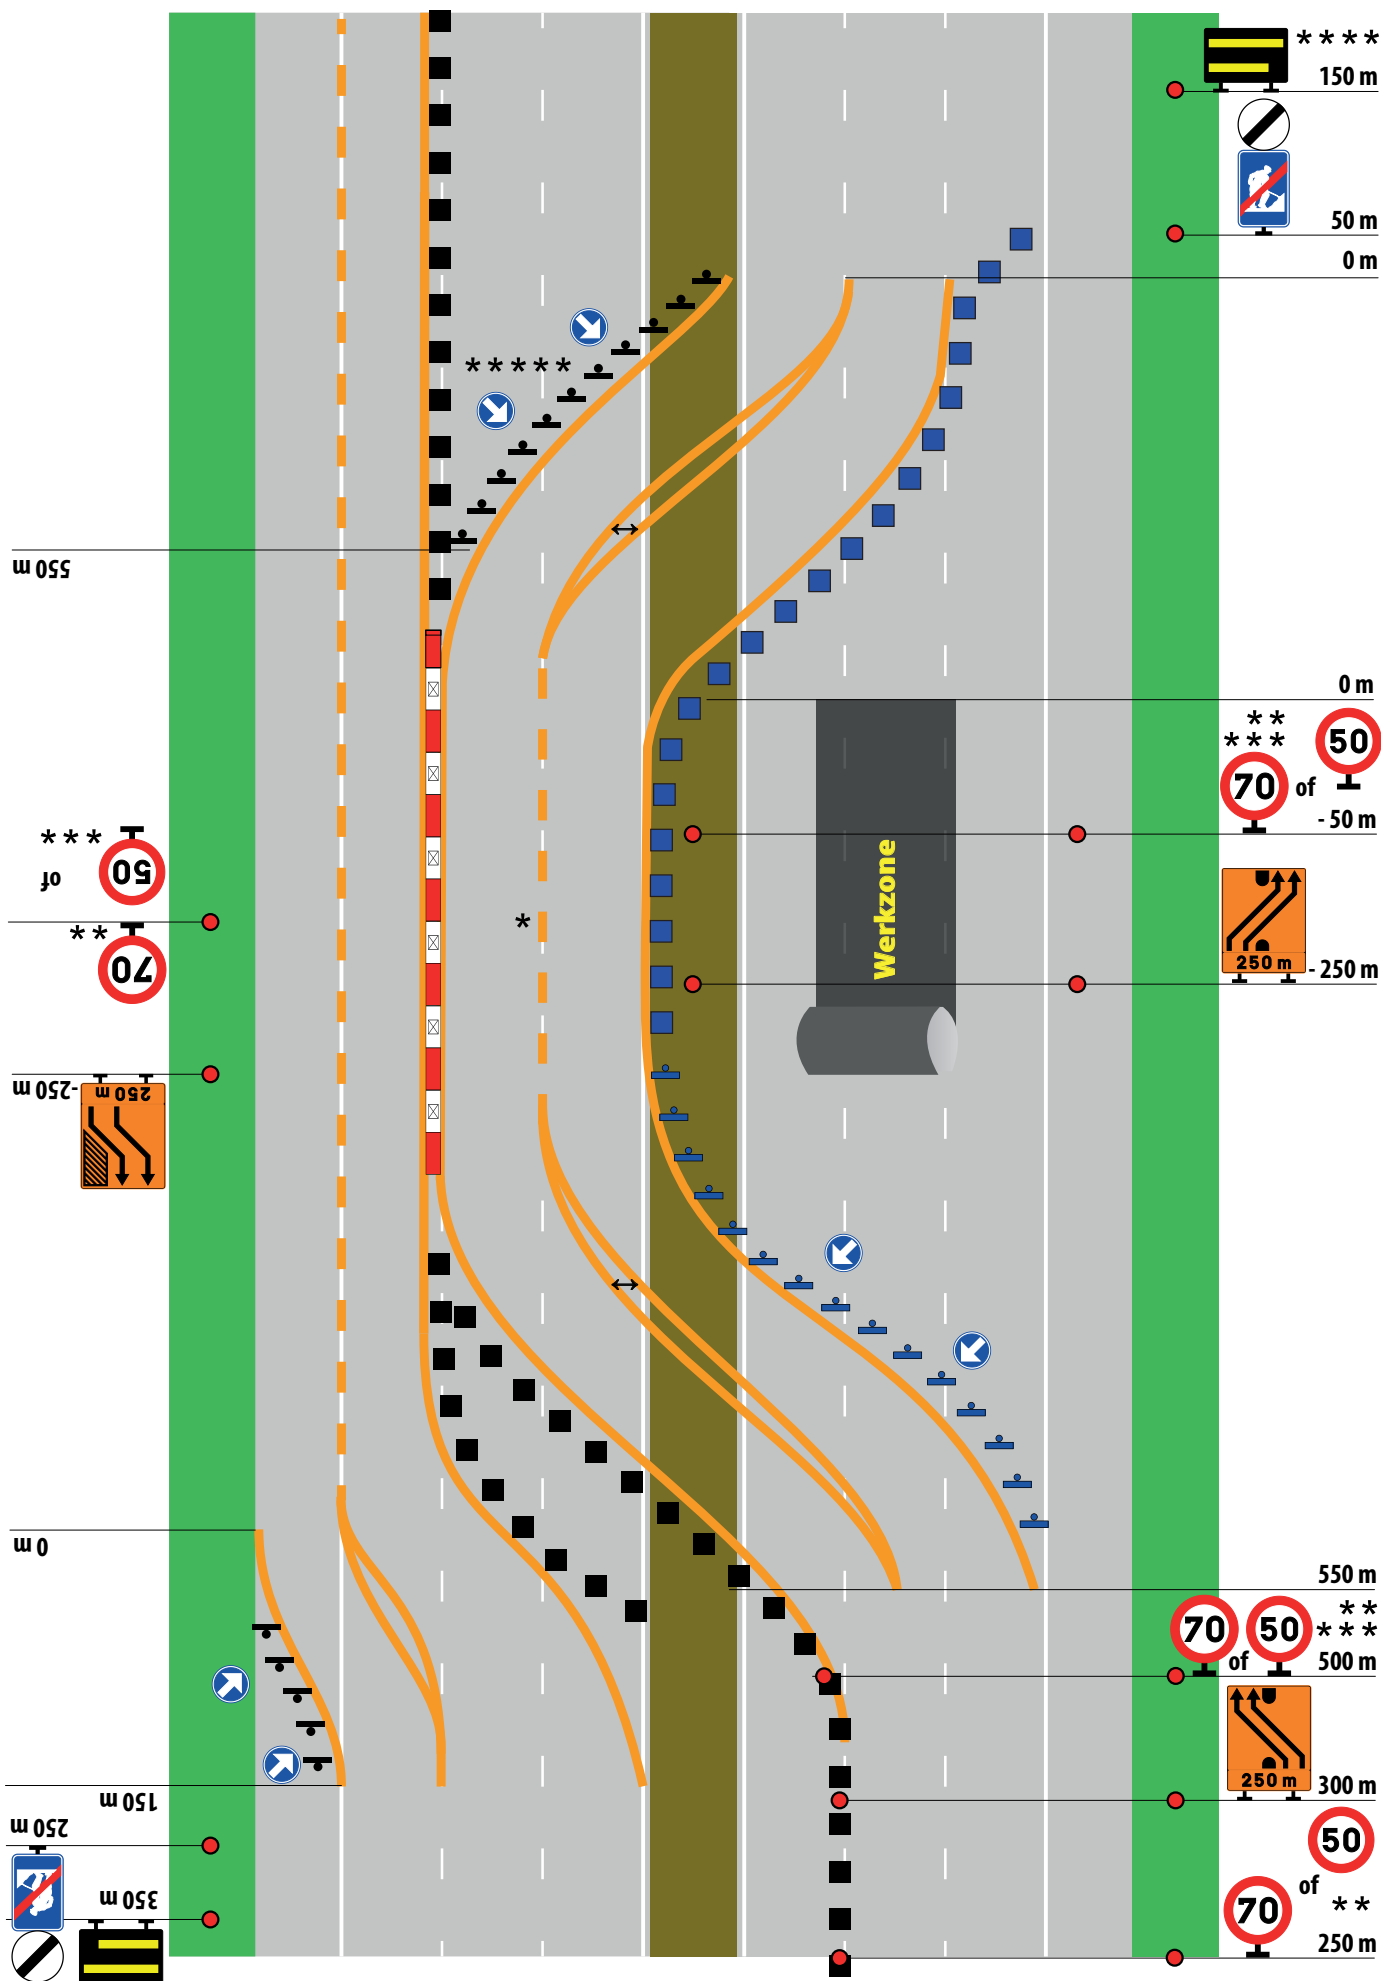 ****
150 m
50 m
0 m
*****
550 m
0 m
**
***
50
70 of
- 50 m
***
50
of
**
70
*
Werkzone
250 m
- 250 m
-250 m
250 m
0 m
550 m
70 50 **
***
of
500 m
250 m
300 m
150 m
250 m
50
of
350 m
70 **
250 m